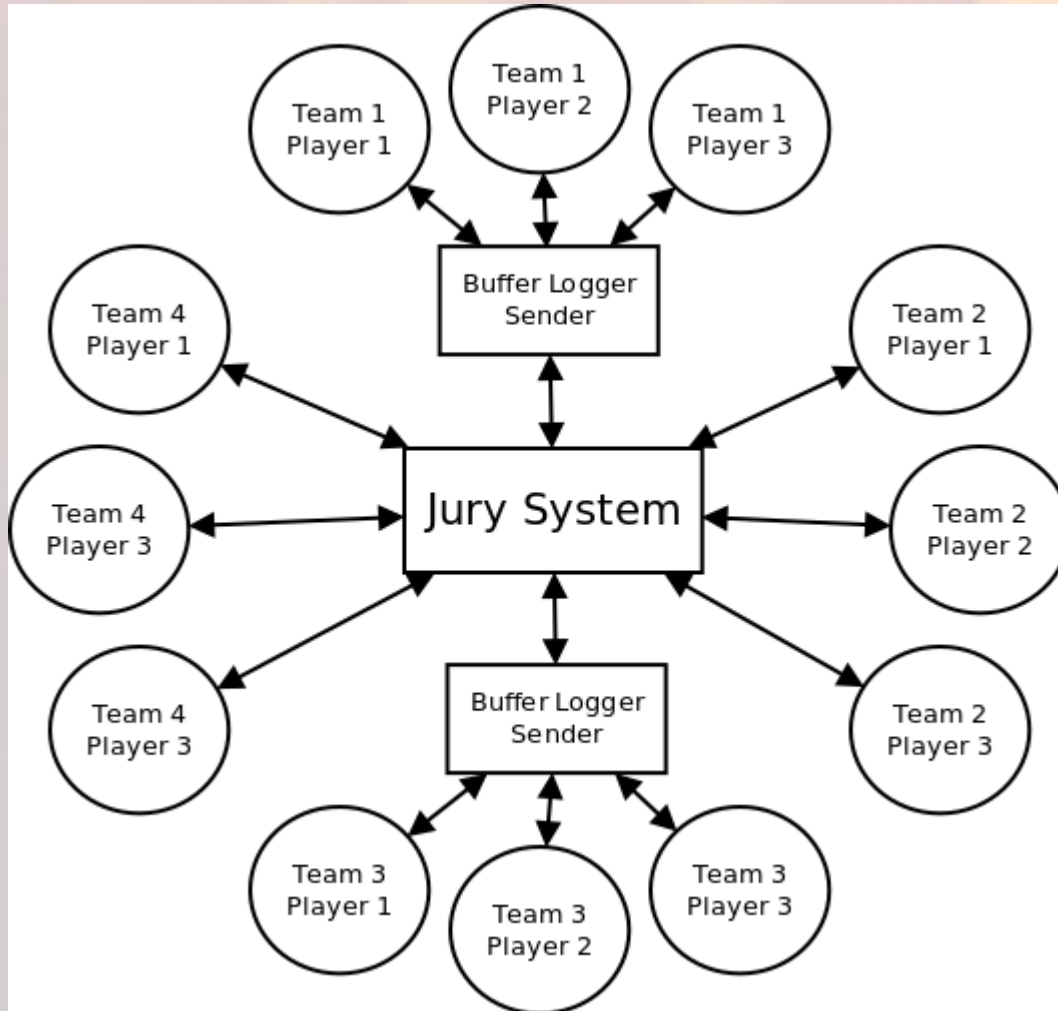 Team 1
Player 1
Team 1
Player 2
Team 1
Player 3
Buffer Logger
Sender
Team 4
Player 1
Team 2
Player 1
Team 4
Player 3
Jury System
Team 2
Player 2
Team 4
Player 3
Buffer Logger
Sender
Team 2
Player 3
Team 3
Player 1
Team 3
Player 2
Team 3
Player 3